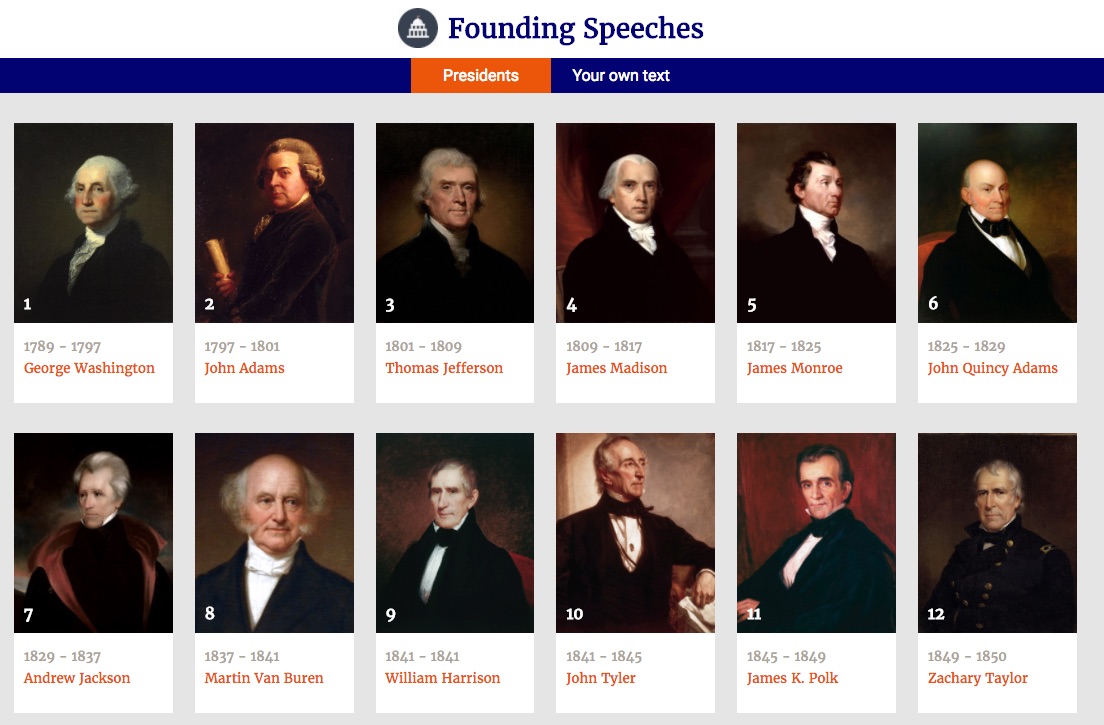 Founding Speeches
Presidents Your own text
1 2 3 4 5 6
1789 - 1797 1797 - 1801 1801 - 1809 1809 - 1817 1817 - 1825 1825 - 1829
George Washington John Adams Thomas Jefferson James Madison James Monroe John Quincy Adams
7 8 9 10 11 12
1829 - 1837 1837 - 1841 1841 - 1841 1841 - 1845 1845 - 1849 1849 - 1850
Andrew Jackson Martin Van Buren William Harrison John Tyler James K. Polk Zachary Taylor